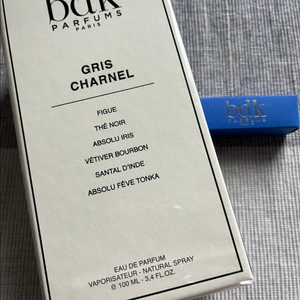 bdk
PARFUMS
PARIS
GRIS
CHARNEL
FIGUE
THÉ NOIR
ABSOLU IRIS
VÉTIVER BOURBON
SANTAL D'INDE
ABSOLU FÈVE TONKA
EAU DE PARFUM
VAPORISATEUR - NATURAL SPRAY
e 100 ML - 3,4 FL.OZ.
bdk
PARFUMS
PARIS